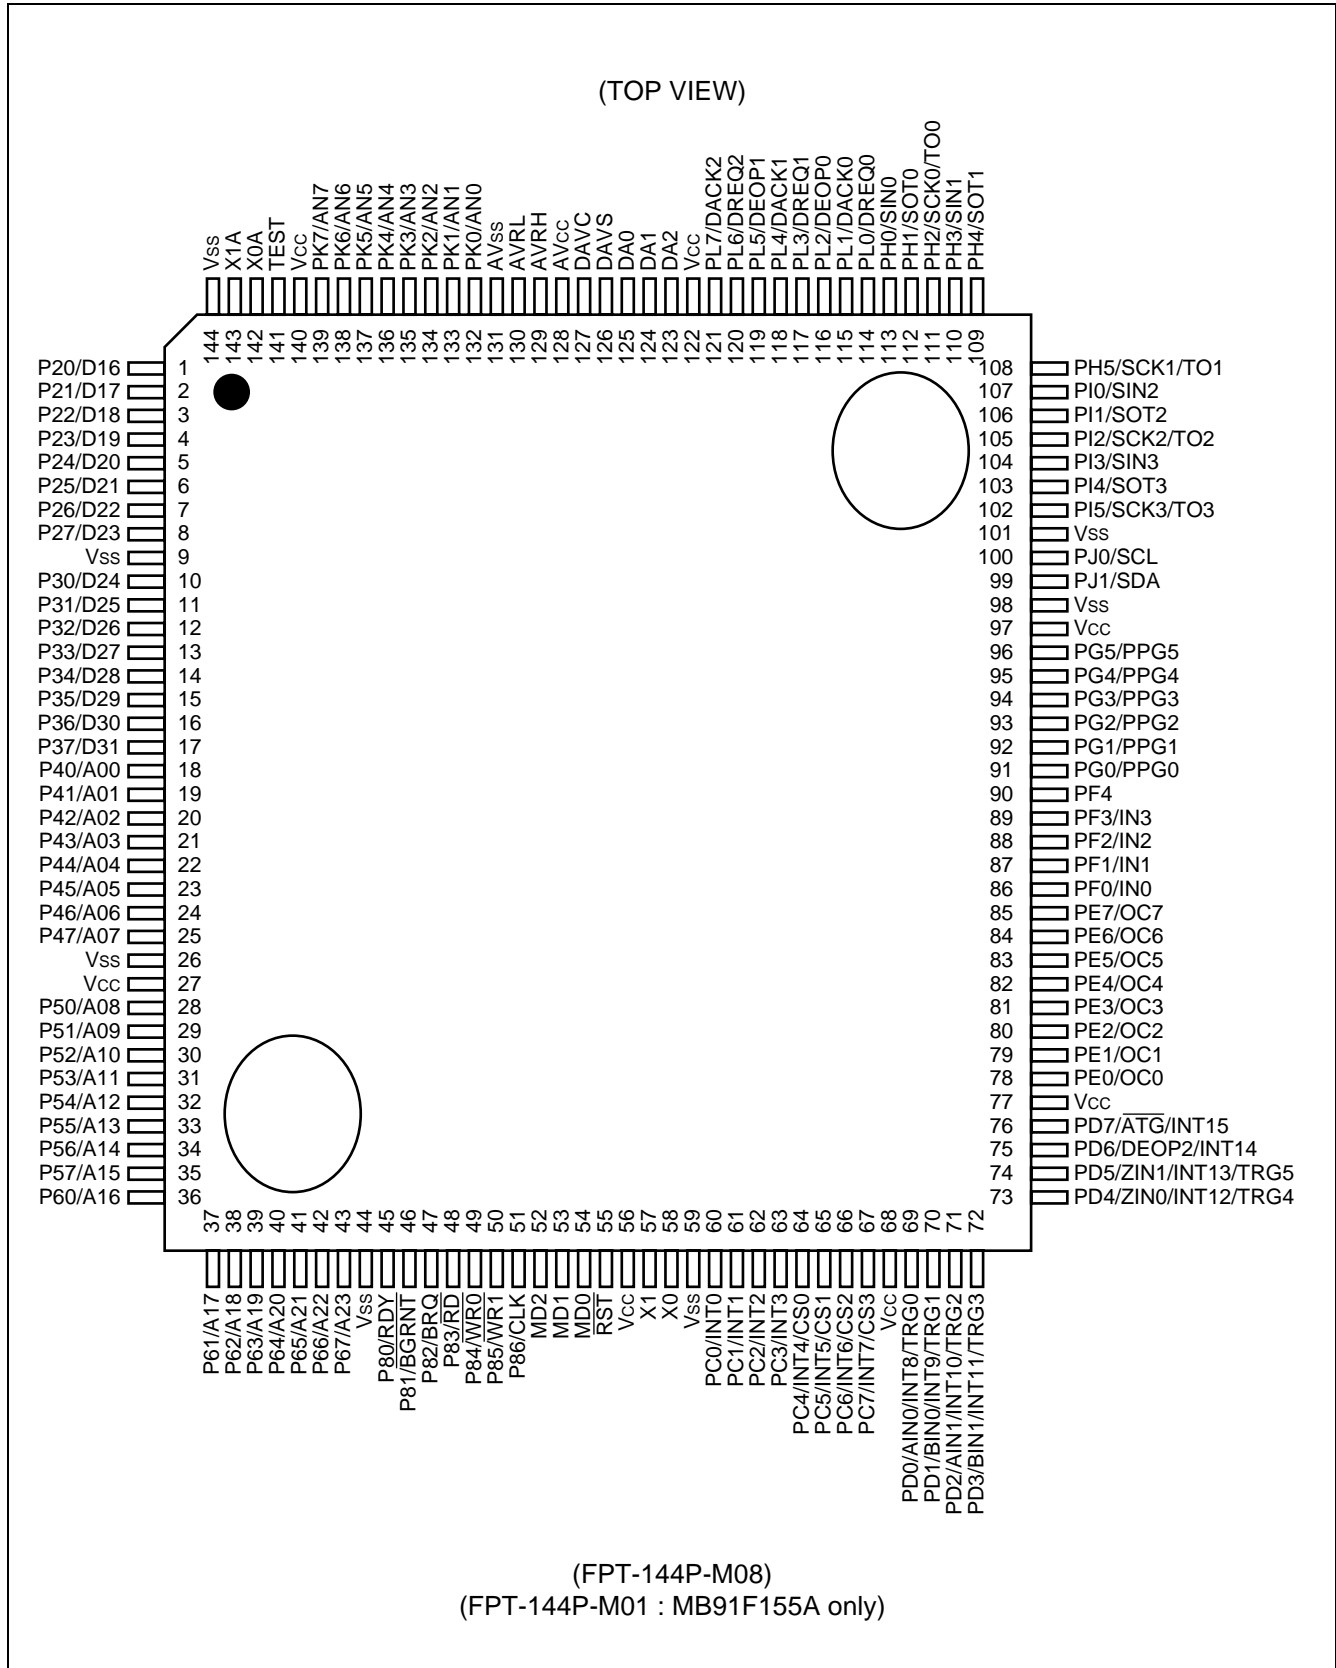 (TOP VIEW)
VSS
X1A
X0A
TEST
VCC
PK7/AN7
PK6/AN6
PK5/AN5
PK4/AN4
PK3/AN3
PK2/AN2
PK1/AN1
PK0/AN0
AVSS
AVRL
AVRH
AVCC
DAVC
DAVS
DA0
DA1
DA2
VCC
PL7/DACK2
PL6/DREQ2
PL5/DEOP1
PL4/DACK1
PL3/DREQ1
PL2/DEOP0
PL1/DACK0
PL0/DREQ0
PH0/SIN0
PH1/SOT0
PH2/SCK0/TO0
PH3/SIN1
PH4/SOT1
144
143
142
141
140
139
138
137
136
135
134
133
132
131
130
129
128
127
126
125
124
123
122
121
120
119
118
117
116
115
114
113
112
111
110
109
P20/D16 1
P21/D17 2
P22/D18 3
P23/D19 4
P24/D20 5
P25/D21 6
P26/D22 7
P27/D23 8
VSS 9
P30/D24 10
P31/D25 11
P32/D26 12
P33/D27 13
P34/D28 14
P35/D29 15
P36/D30 16
P37/D31 17
P40/A00 18
P41/A01 19
P42/A02 20
P43/A03 21
P44/A04 22
P45/A05 23
P46/A06 24
P47/A07 25
VSS 26
VCC 27
P50/A08 28
P51/A09 29
P52/A10 30
P53/A11 31
P54/A12 32
P55/A13 33
P56/A14 34
P57/A15 35
P60/A16 36
108 PH5/SCK1/TO1
107 PI0/SIN2
106 PI1/SOT2
105 PI2/SCK2/TO2
104 PI3/SIN3
103 PI4/SOT3
102 PI5/SCK3/TO3
101 VSS
100 PJ0/SCL
99 PJ1/SDA
98 VSS
97 VCC
96 PG5/PPG5
95 PG4/PPG4
94 PG3/PPG3
93 PG2/PPG2
92 PG1/PPG1
91 PG0/PPG0
90 PF4
89 PF3/IN3
88 PF2/IN2
87 PF1/IN1
86 PF0/IN0
85 PE7/OC7
84 PE6/OC6
83 PE5/OC5
82 PE4/OC4
81 PE3/OC3
80 PE2/OC2
79 PE1/OC1
78 PE0/OC0
77 VCC
76 PD7/ATG/INT15
75 PD6/DEOP2/INT14
74 PD5/ZIN1/INT13/TRG5
73 PD4/ZIN0/INT12/TRG4
37
38
39
40
41
42
43
44
45
46
47
48
49
50
51
52
53
54
55
56
57
58
59
60
61
62
63
64
65
66
67
68
69
70
71
72
P61/A17
P62/A18
P63/A19
P64/A20
P65/A21
P66/A22
P67/A23
VSS
P80/RDY
P81/BGRNT
P82/BRQ
P83/RD
P84/WR0
P85/WR1
P86/CLK
MD2
MD1
MD0
RST
VCC
X1
X0
VSS
PC0/INT0
PC1/INT1
PC2/INT2
PC3/INT3
PC4/INT4/CS0
PC5/INT5/CS1
PC6/INT6/CS2
PC7/INT7/CS3
VCC
PD0/AIN0/INT8/TRG0
PD1/BIN0/INT9/TRG1
PD2/AIN1/INT10/TRG2
PD3/BIN1/INT11/TRG3
(FPT-144P-M08)
(FPT-144P-M01 : MB91F155A only)